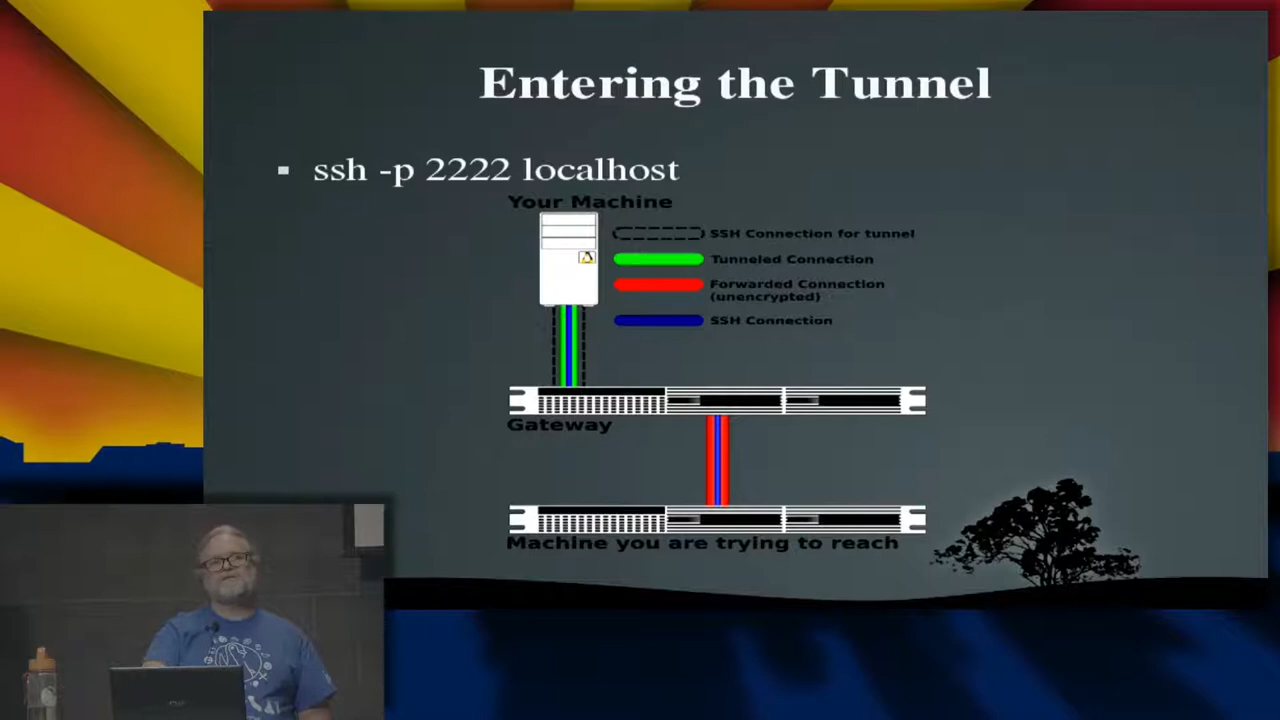 Entering the Tunnel
ssh -p 2222 localhost
Your Machine
SSH Connection for tunnel
Tunneled Connection
Forwarded Connection
(unencrypted)
SSH Connection
Gateway
Machine you are trying to reach